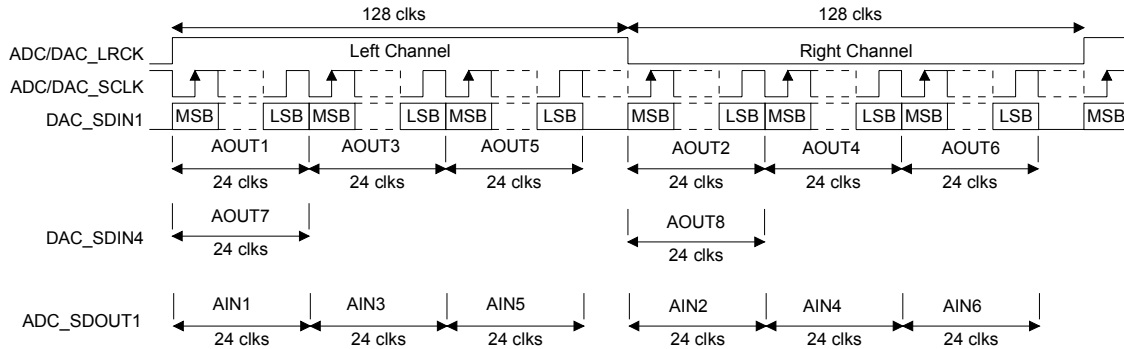 128 clks 128 clks
ADC/DAC_LRCK Left Channel Right Channel
ADC/DAC_SCLK
DAC_SDIN1 MSB LSB MSB LSB MSB LSB MSB LSB MSB LSB MSB LSB MSB
AOUT1 AOUT3 AOUT5 AOUT2 AOUT4 AOUT6
24 clks 24 clks 24 clks 24 clks 24 clks 24 clks
AOUT7 AOUT8
DAC_SDIN4
24 clks 24 clks
AIN1 AIN3 AIN5 AIN2 AIN4 AIN6
ADC_SDOUT1
24 clks 24 clks 24 clks 24 clks 24 clks 24 clks